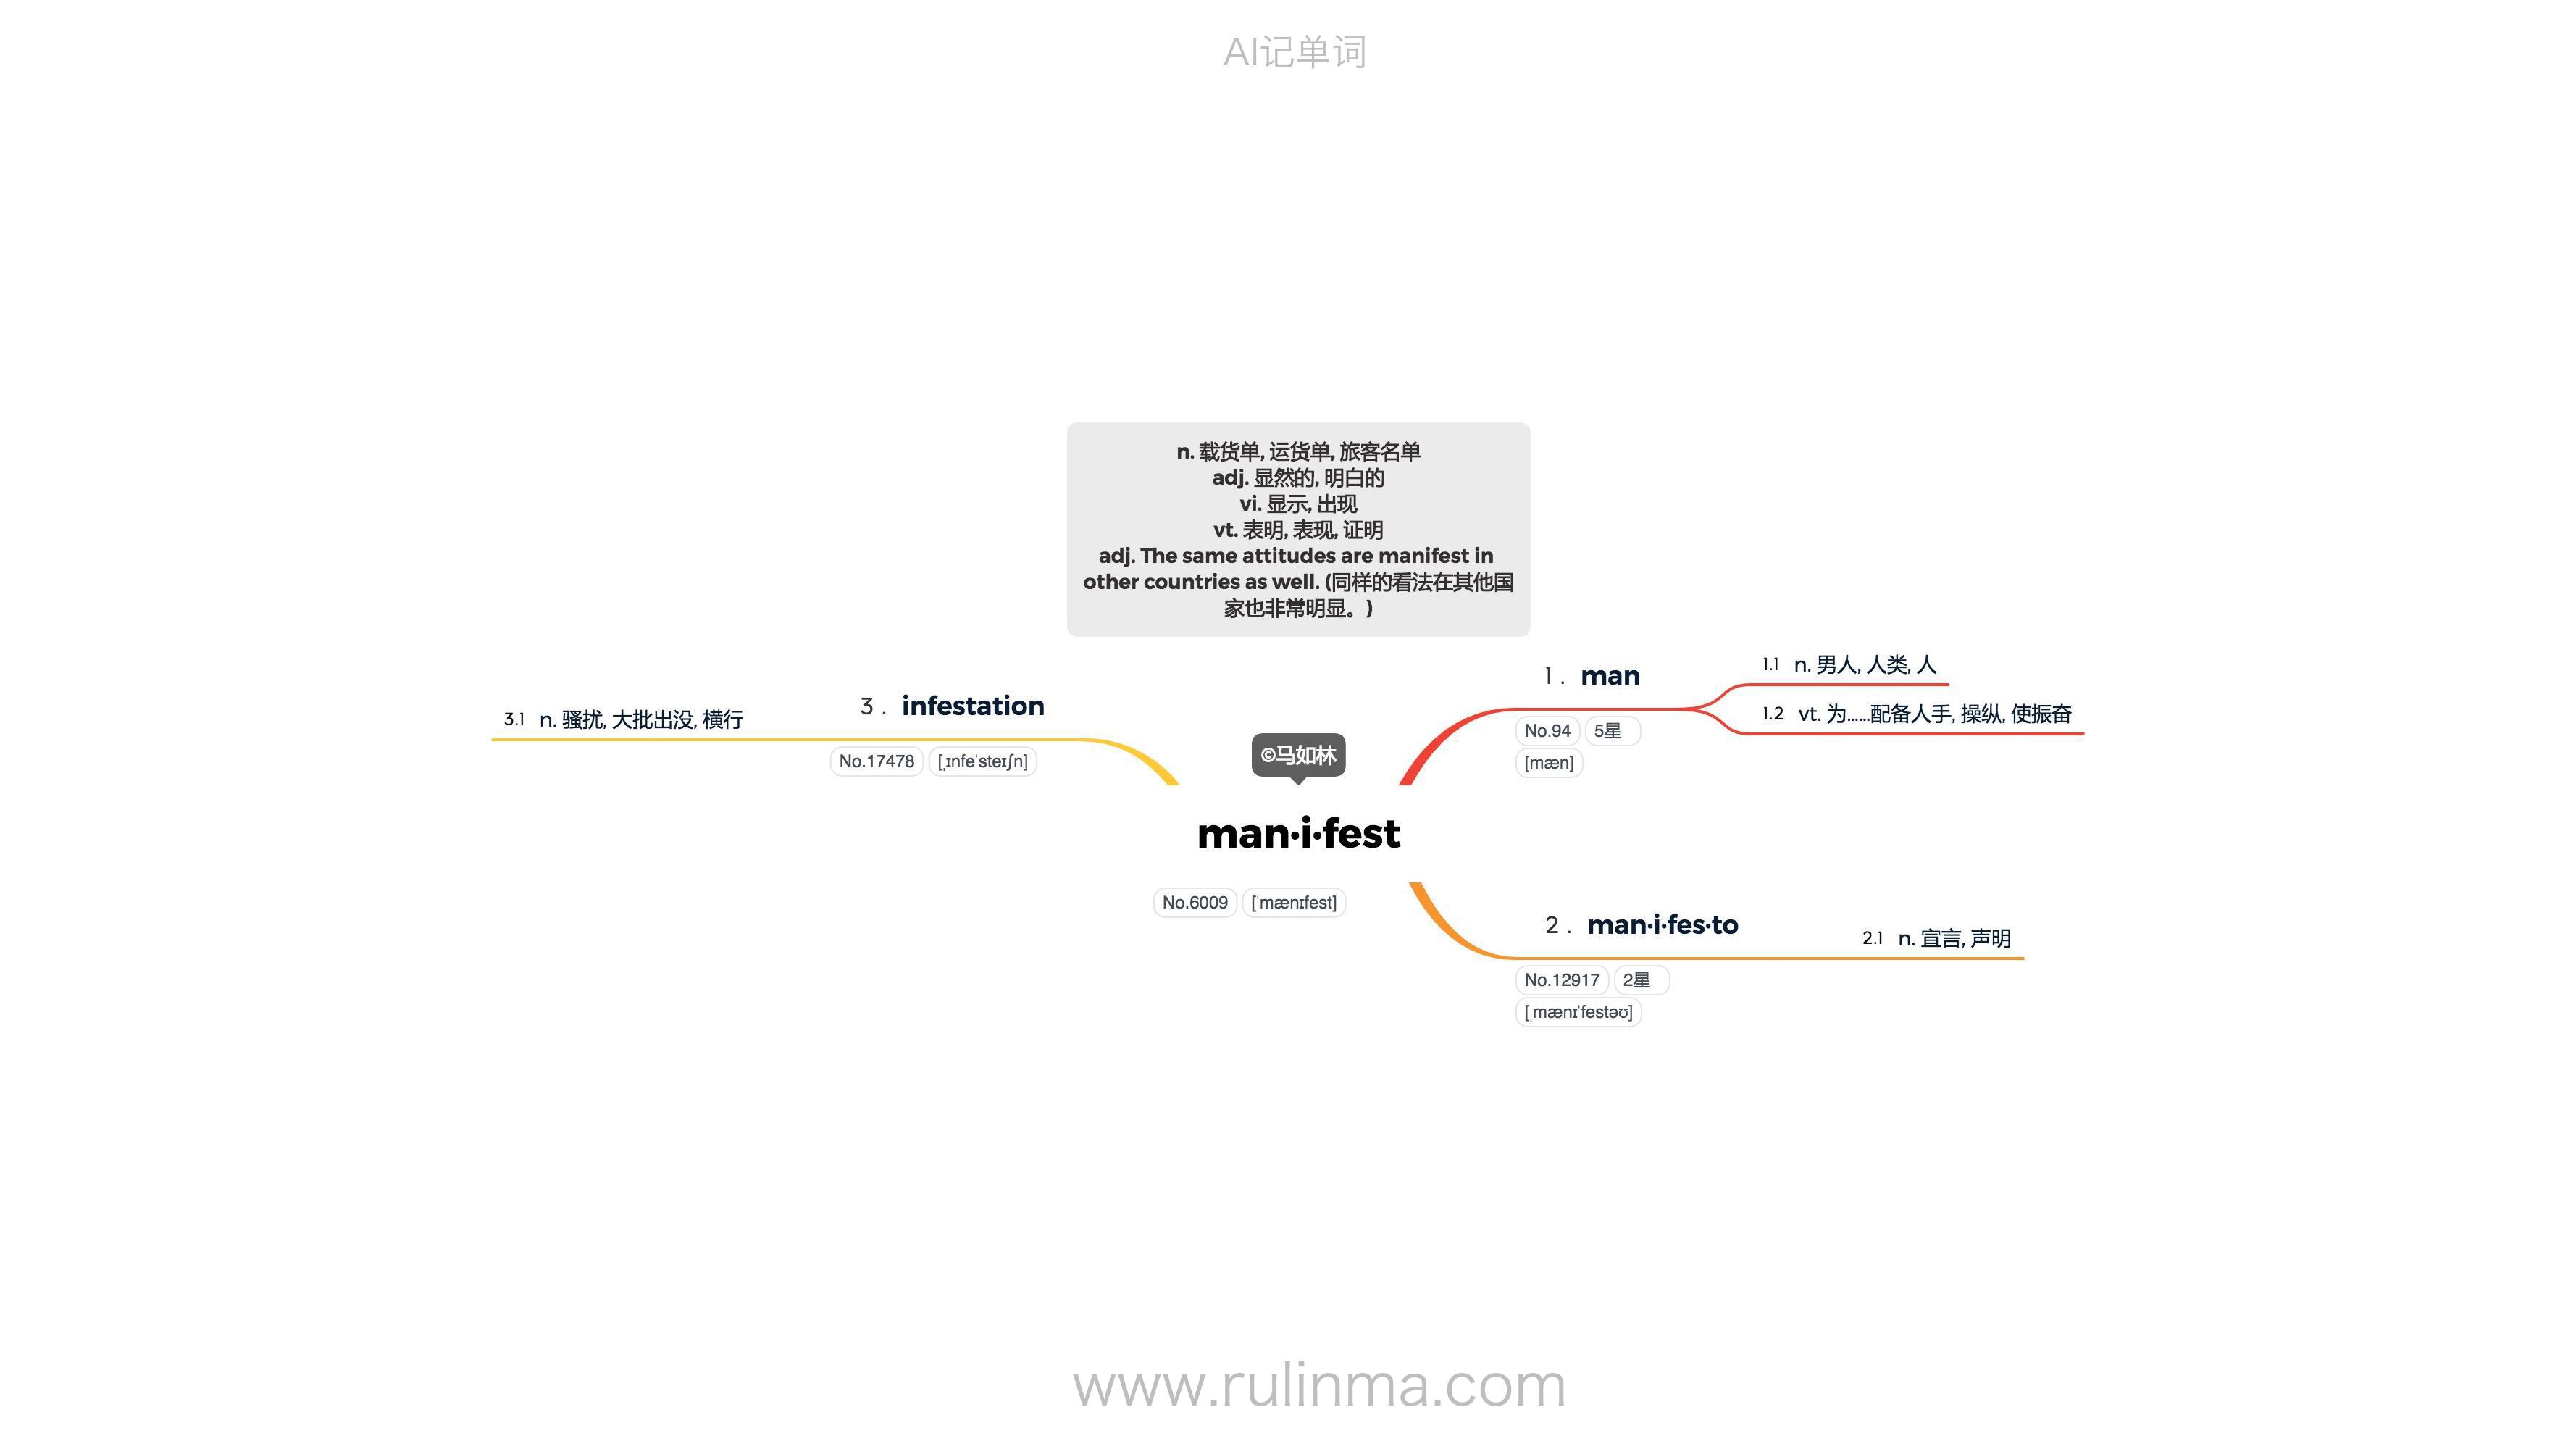 AI记单词
n. 载货单, 运货单, 旅客名单
adj. 显然的, 明白的
vi. 显示, 出现
vt. 表明, 表现, 证明
adj. The same attitudes are manifest in
other countries as well. (同样的看法在其他国
家也非常明显。)
©马如林
man·i·fest
No.6009 [ˈmænɪfest]
1 . man
No.94 5星
[mæn]
1.1 n. 男人, 人类, 人
1.2 vt. 为……配备人手, 操纵, 使振奋
2 . man·i·fes·to
No.12917 2星
[ˌmænɪˈfestəʊ]
2.1 n. 宣言, 声明
3 . infestation
No.17478 [ˌɪnfeˈsteɪʃn]
3.1 n. 骚扰, 大批出没, 横行
www.rulinma.com